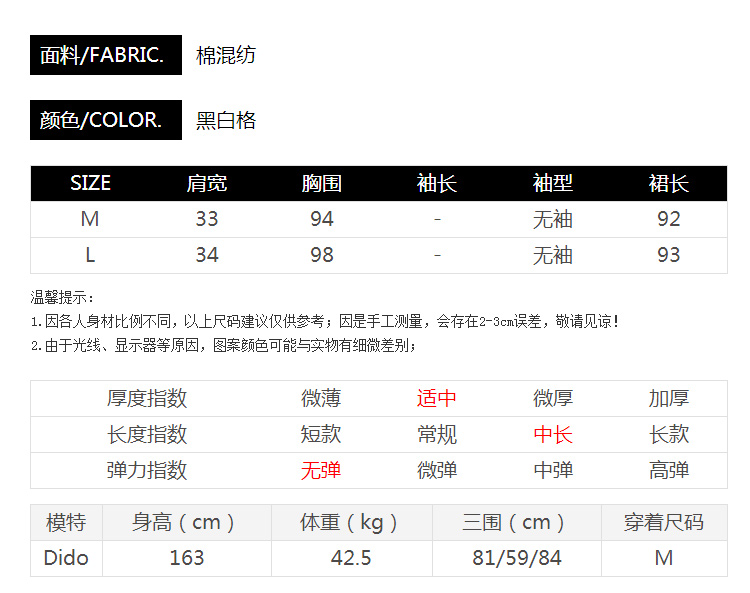 面料/FABRIC. 棉混纺
颜色/COLOR. 黑白格
SIZE 肩宽 胸围 袖长 袖型 裙长
M 33 94 - 无袖 92
L 34 98 - 无袖 93
温馨提示：
1.因各人身材比例不同，以上尺码建议仅供参考；因是手工测量，会存在2-3cm误差，敬请见谅！
2.由于光线、显示器等原因，图案颜色可能与实物有细微差别；
厚度指数 微薄 适中 微厚 加厚
长度指数 短款 常规 中长 长款
弹力指数 无弹 微弹 中弹 高弹
模特 身高（cm） 体重（kg） 三围（cm） 穿着尺码
Dido 163 42.5 81/59/84 M